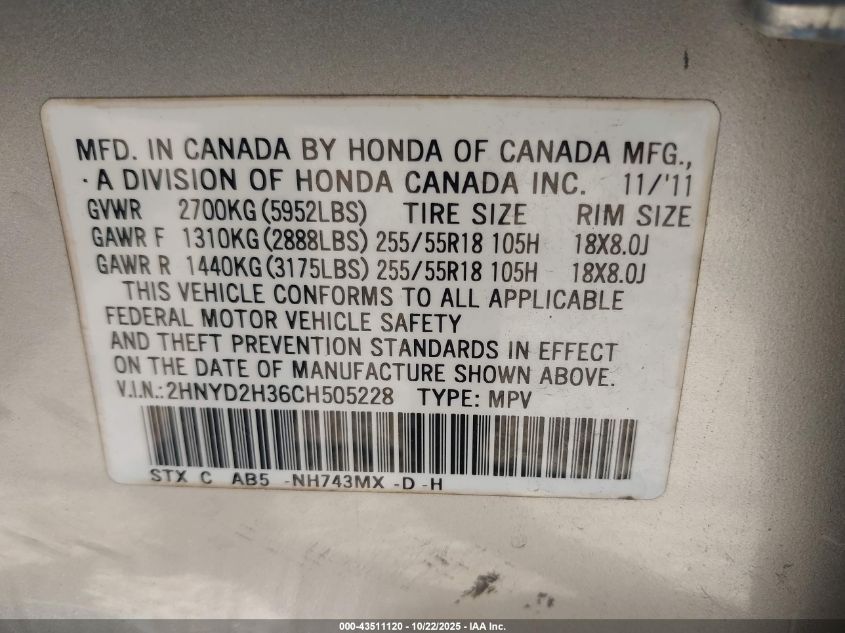 MFD. IN CANADA BY HONDA OF CANADA MFG.,
· A DIVISION OF HONDA CANADA INC. 11/'11
GVWR 2700KG(5952LBS) TIRE SIZE RIM SIZE
GAWR F 1310KG(2888LBS) 255/55R18 105H 18X8.0J
GAWR R 1440KG(3175LBS) 255/55R18 105H 18X8.0J
THIS VEHICLE CONFORMS TO ALL APPLICABLE
FEDERAL MOTOR VEHICLE SAFETY
AND THEFT PREVENTION STANDARDS IN EFFECT
ON THE DATE OF MANUFACTURE SHOWN ABOVE.
V.I.N.:2HNYD2H36CH505228 TYPE: MPV
STX C AB5 -NH743MX -D -H
000-43511120 - 10/22/2025 - IAA Inc.